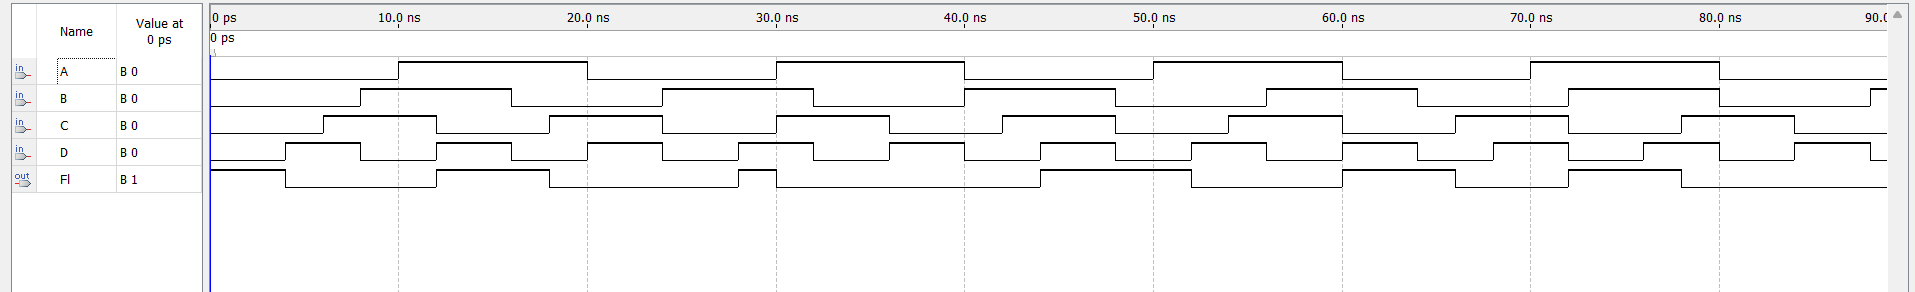 Name
Value at
0 ps
0 ps
10.0 ns
20.0 ns
30.0 ns
40.0 ns
50.0 ns
60.0 ns
70.0 ns
80.0 ns
90.0
0 ps
in
A
B 0
in
B
B 0
in
C
B 0
in
D
B 0
out
Fl
B 1